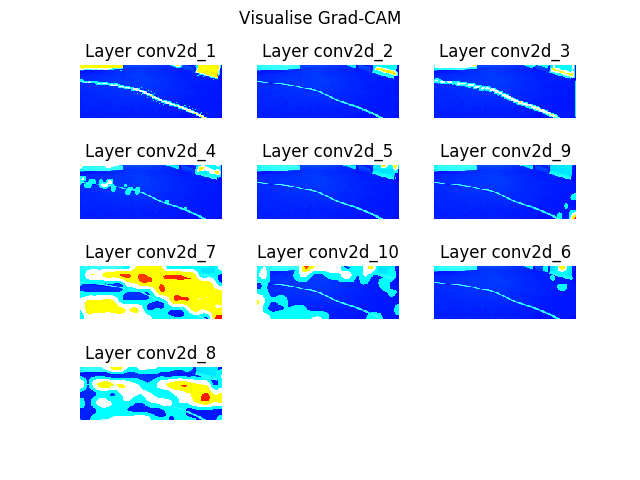 Visualise Grad-CAM
Layer conv2d_1
Layer conv2d_2
Layer conv2d_3
Layer conv2d_4
Layer conv2d_5
Layer conv2d_9
Layer conv2d_7
Layer conv2d_10
Layer conv2d_6
Layer conv2d_8